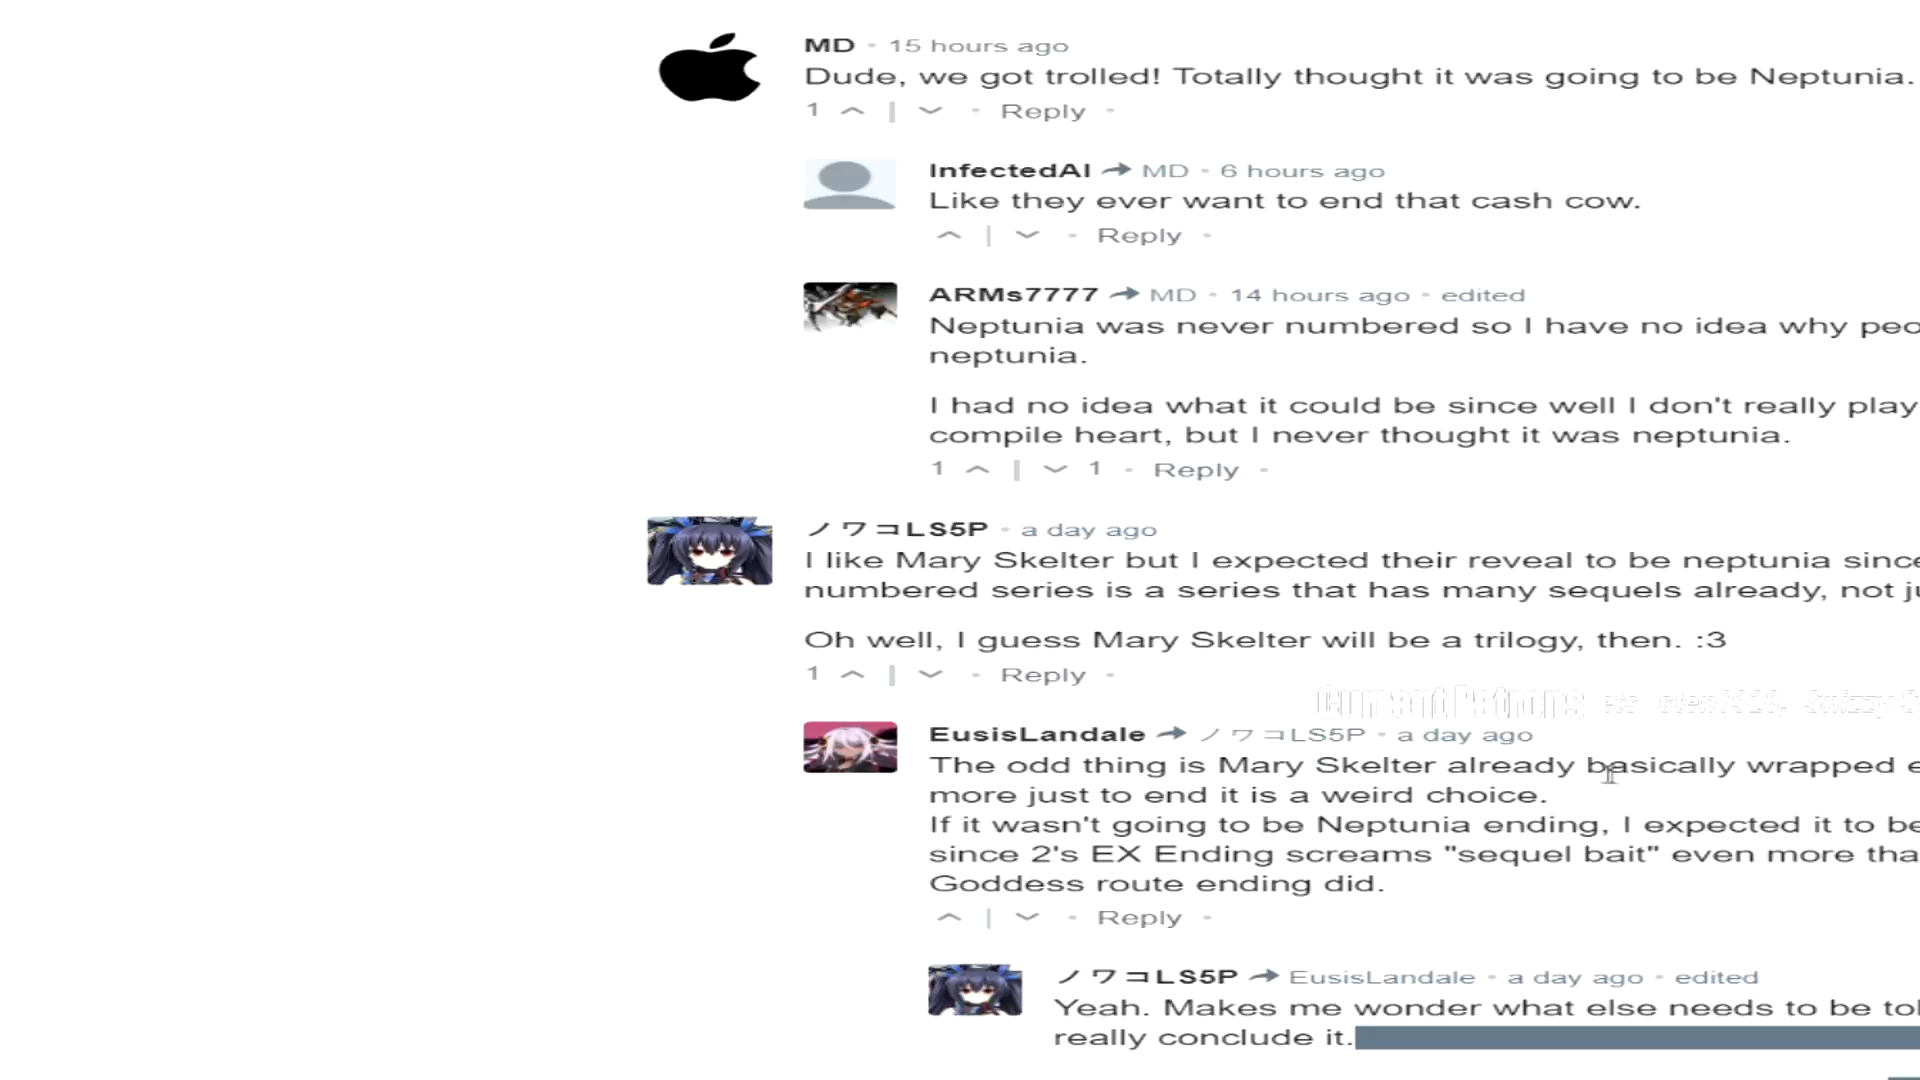 MD • 15 hours ago
Dude, we got trolled! Totally thought it was going to be Neptunia.
1 | • Reply •
InfectedAI MD • 6 hours ago
Like they ever want to end that cash cow.
| • Reply •
ARMs7777 MD • 14 hours ago • edited
Neptunia was never numbered so I have no idea why
neptunia.
I had no idea what it could be since well I don't really play
compile heart, but I never thought it was neptunia.
1 | 1 • Reply •
ノワコLS5P • a day ago
I like Mary Skelter but I expected their reveal to be neptunia since
numbered series is a series that has many sequels already, not
Oh well, I guess Mary Skelter will be a trilogy, then. :3
1 | • Reply •
Current Patrons
EusisLandale ノワコLS5P • a day ago
The odd thing is Mary Skelter already basically wrapped
more just to end it is a weird choice.
If it wasn't going to be Neptunia ending, I expected it to
since 2's EX Ending screams "sequel bait" even more
Goddess route ending did.
| • Reply •
ノワコLS5P EusisLandale • a day ago • edited
Yeah. Makes me wonder what else needs to be
really conclude it.